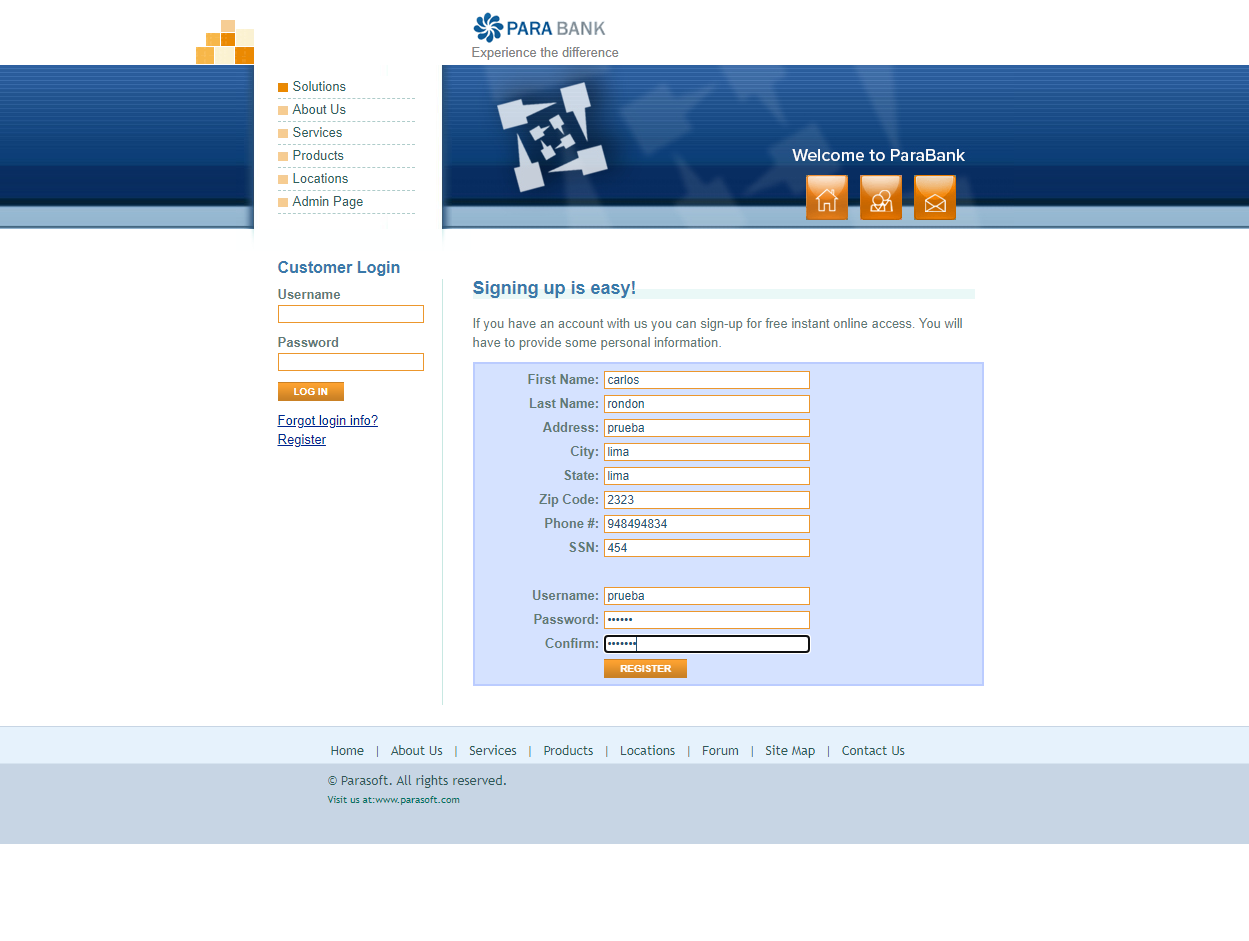 PARA BANK
Experience the difference
Solutions
About Us
Services
Products
Locations
Admin Page
Welcome to ParaBank
Customer Login
Username
Password
LOG IN
Forgot login info?
Register
Signing up is easy!
If you have an account with us you can sign-up for free instant online access. You will
have to provide some personal information.
First Name: carlos
Last Name: rondon
Address: prueba
City: lima
State: lima
Zip Code: 2323
Phone #: 948494834
SSN: 454
Username: prueba
Password: ••••••
Confirm: •••••••
REGISTER
Home | About Us | Services | Products | Locations | Forum | Site Map | Contact Us
© Parasoft. All rights reserved.
Visit us at:www.parasoft.com